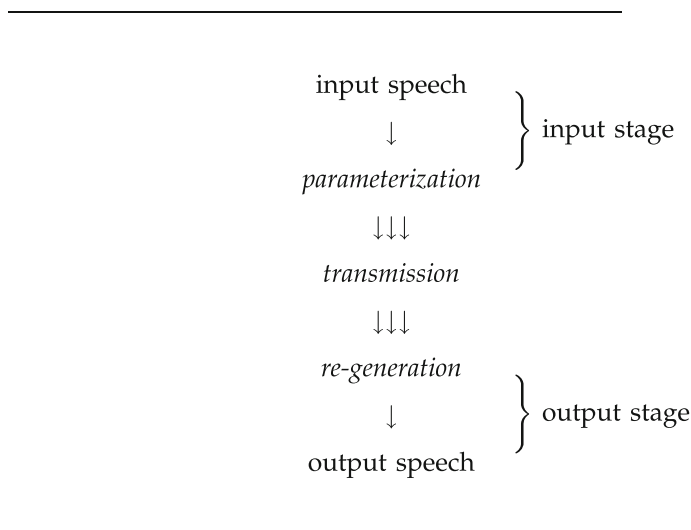 input speech
↓
input stage
parameterization
↓↓↓
transmission
↓↓↓
re-generation
↓
output stage
output speech